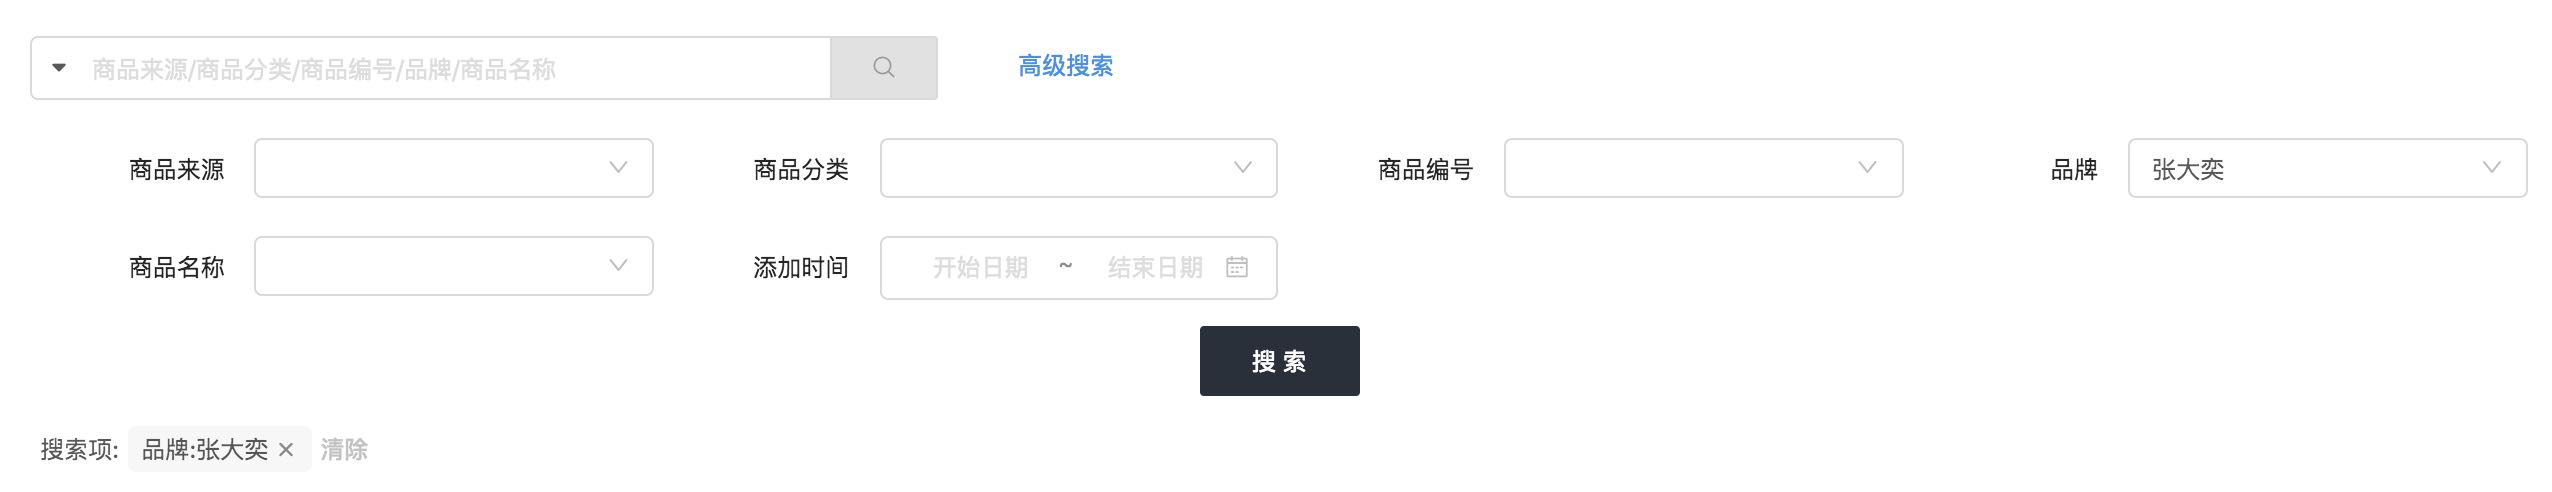 商品来源/商品分类/商品编号/品牌/商品名称 高级搜索
商品来源 商品分类 商品编号 品牌 张大奕
商品名称 添加时间 开始日期 ~ 结束日期
搜 索
搜索项: 品牌:张大奕 × 清除